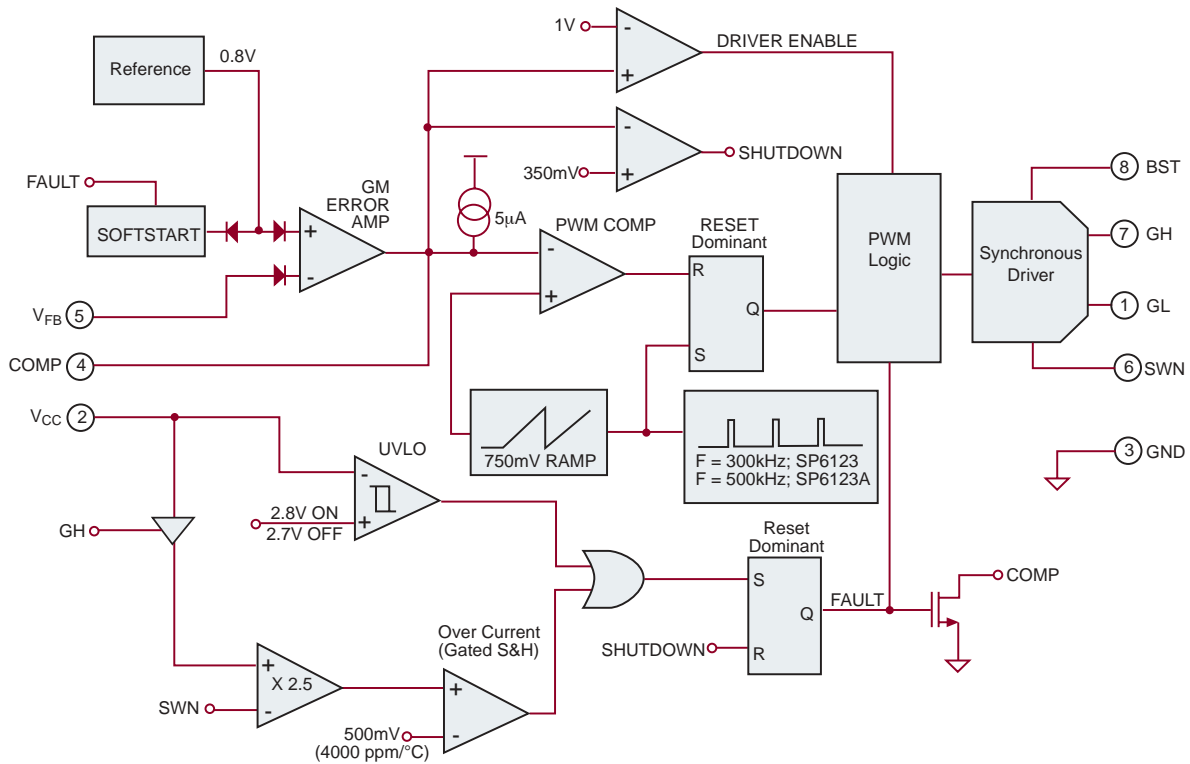 1V
-
+
DRIVER ENABLE
Reference
0.8V
-
+
SHUTDOWN
350mV
FAULT
SOFTSTART
GM
ERROR
AMP
+
-
5μA
PWM COMP
-
+
RESET
Dominant
R
Q
S
PWM
Logic
Synchronous
Driver
8 BST
7 GH
1 GL
6 SWN
3 GND
VFB 5
COMP 4
VCC 2
750mV RAMP
F = 300kHz; SP6123
F = 500kHz; SP6123A
UVLO
-
+
2.8V ON
2.7V OFF
GH
Reset
Dominant
S
Q
R
FAULT
COMP
SHUTDOWN
Over Current
(Gated S&H)
+
X 2.5
-
SWN
+
-
500mV
(4000 ppm/°C)